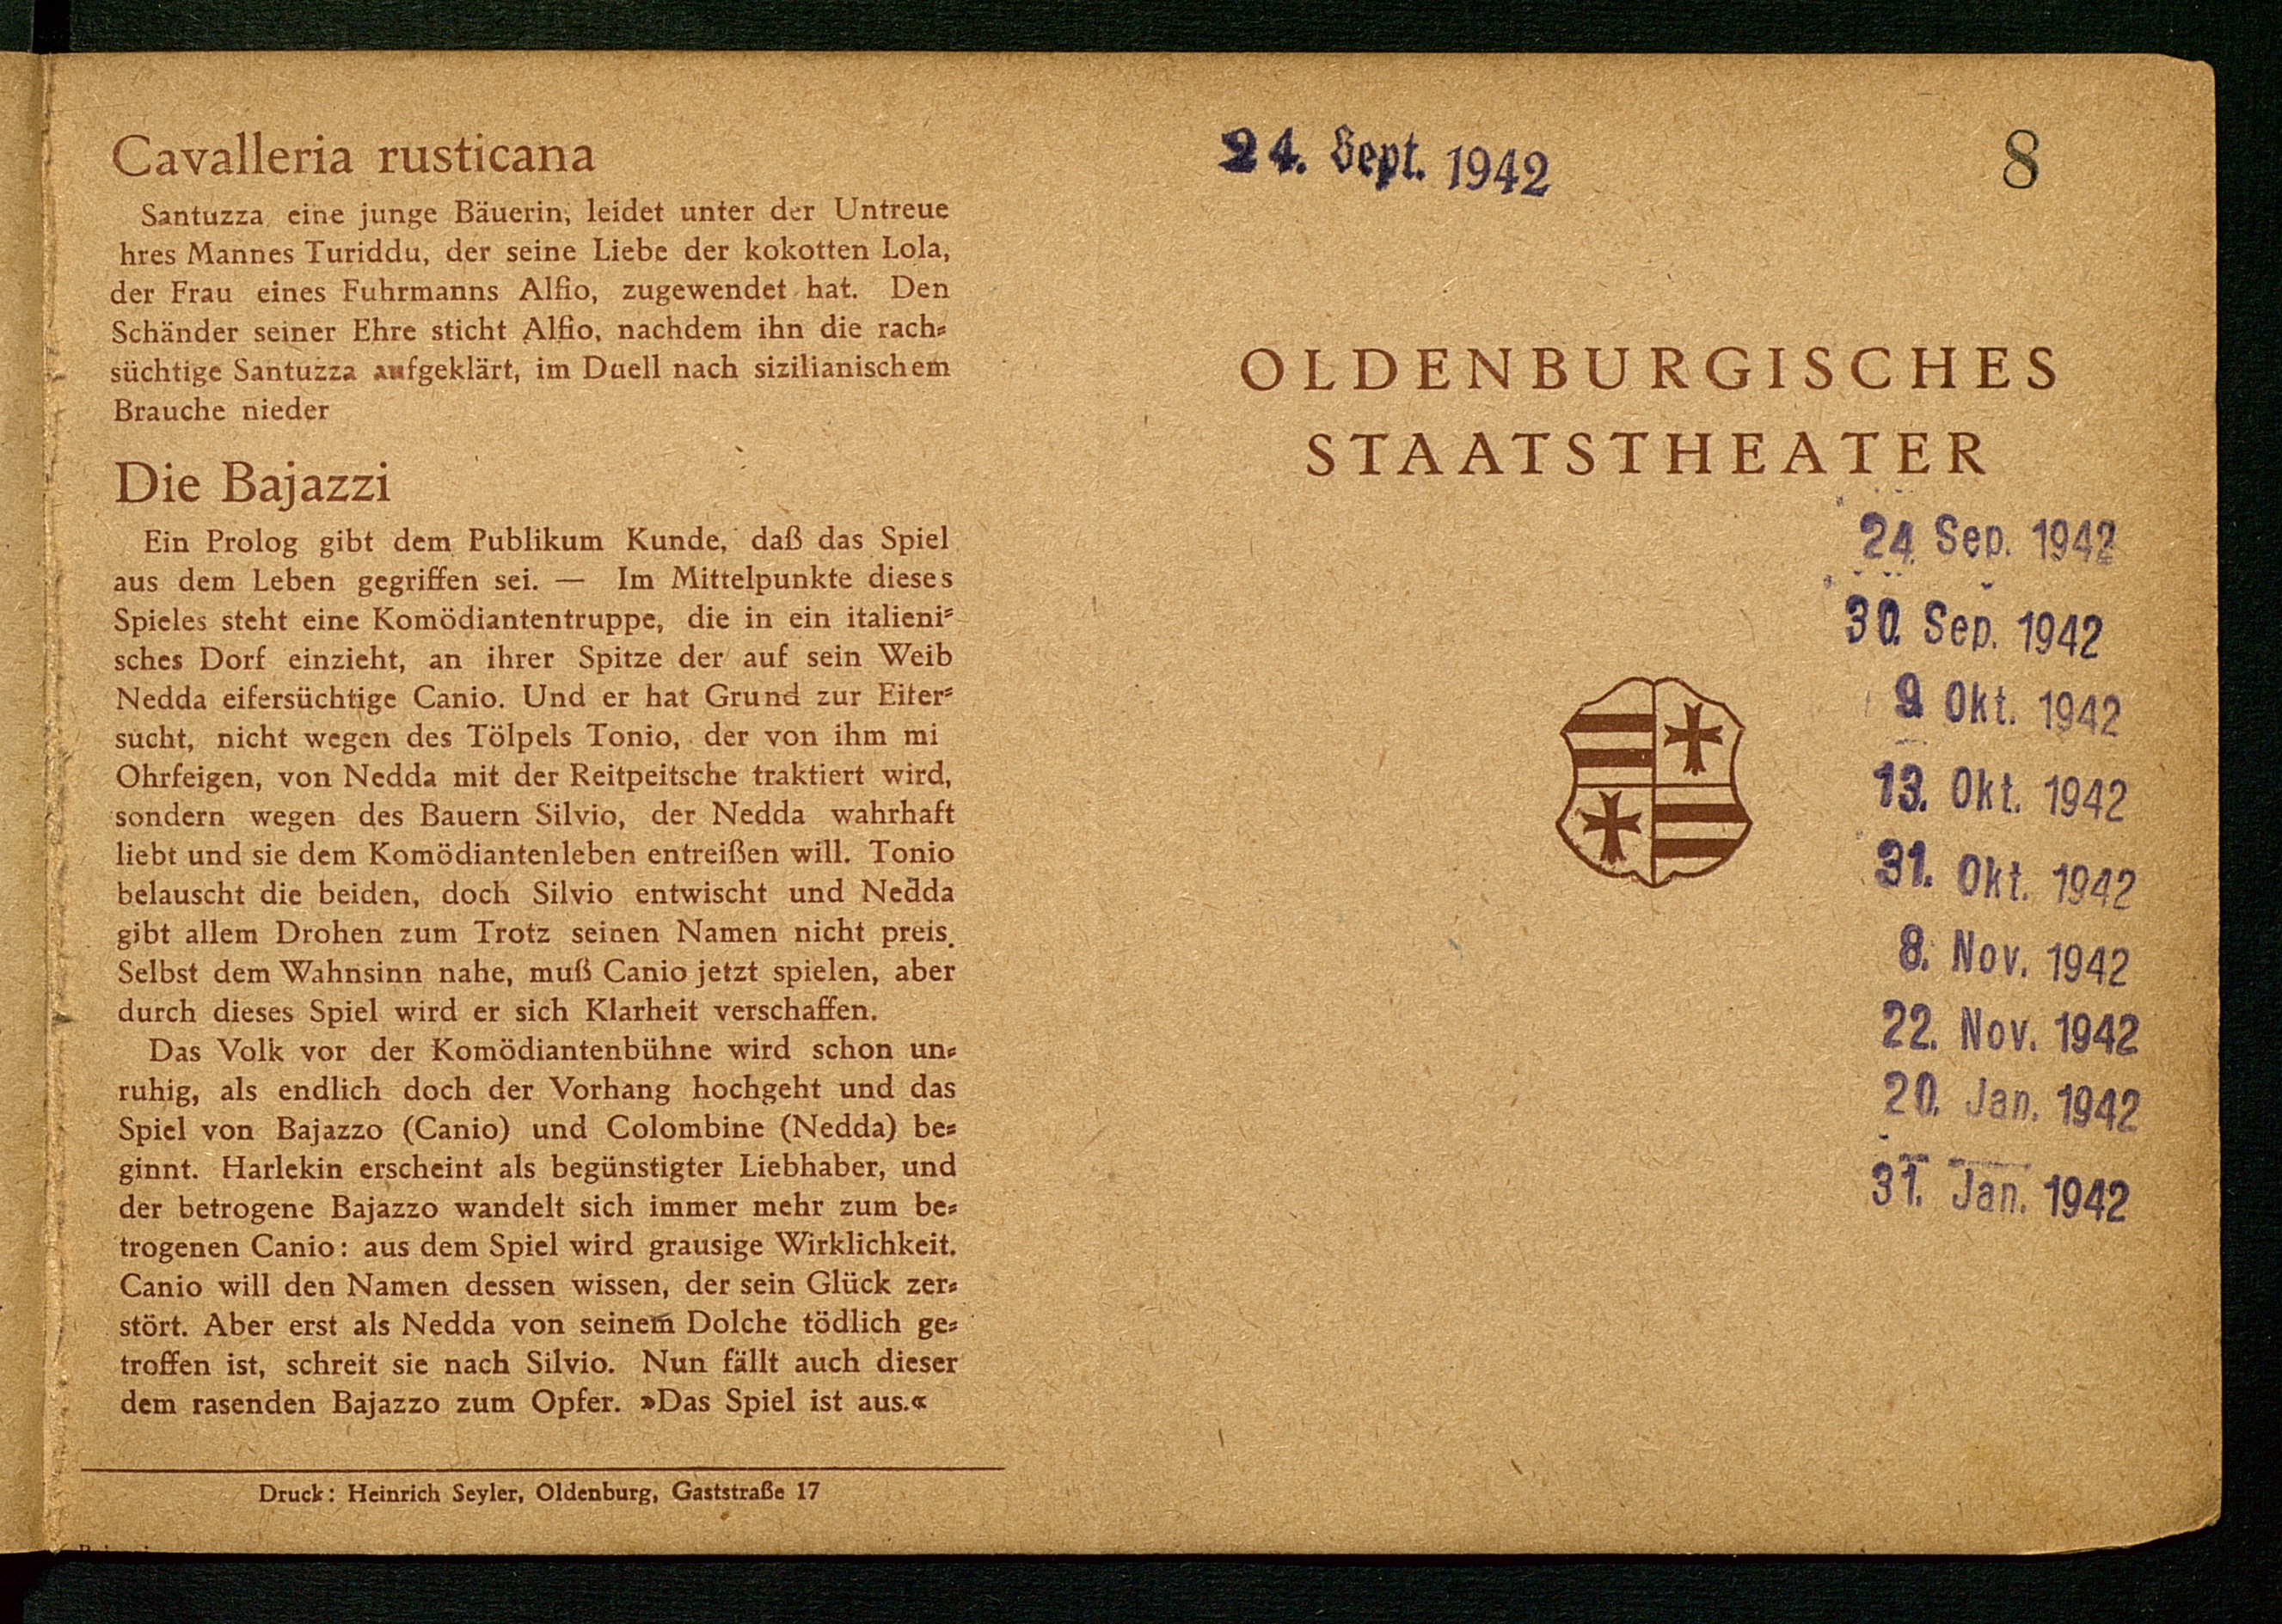 Cavalleria rusticana
Santuzza, eine junge Bäuerin, leidet unter der Untreue
hres Mannes Turiddu, der seine Liebe der kokotten Lola,
der Frau eines Fuhrmanns Alfio, zugewendet hat. Den
Schänder seiner Ehre sticht Alfio, nachdem ihn die rach-
süchtige Santuzza aufgeklärt, im Duell nach sizilianischem
Brauche nieder
Die Bajazzi
Ein Prolog gibt dem Publikum Kunde, daß das Spiel
aus dem Leben gegriffen sei. — Im Mittelpunkte dieses
Spieles steht eine Komödiantentruppe, die in ein italieni-
sches Dorf einzieht, an ihrer Spitze der auf sein Weib
Nedda eifersüchtige Canio. Und er hat Grund zur Eifer-
sucht, nicht wegen des Tölpels Tonio, der von ihm mi
Ohrfeigen, von Nedda mit der Reitpeitsche traktiert wird,
sondern wegen des Bauern Silvio, der Nedda wahrhaft
liebt und sie dem Komödiantenleben entreißen will. Tonio
belauscht die beiden, doch Silvio entwischt und Nedda
gibt allem Drohen zum Trotz seinen Namen nicht preis.
Selbst dem Wahnsinn nahe, muß Canio jetzt spielen, aber
durch dieses Spiel wird er sich Klarheit verschaffen.
Das Volk vor der Komödiantenbühne wird schon un-
ruhig, als endlich doch der Vorhang hochgeht und das
Spiel von Bajazzo (Canio) und Colombine (Nedda) be-
ginnt. Harlekin erscheint als begünstigter Liebhaber, und
der betrogene Bajazzo wandelt sich immer mehr zum be-
trogenen Canio: aus dem Spiel wird grausige Wirklichkeit.
Canio will den Namen dessen wissen, der sein Glück zer-
stört. Aber erst als Nedda von seinem Dolche tödlich ge-
troffen ist, schreit sie nach Silvio. Nun fällt auch dieser
dem rasenden Bajazzo zum Opfer. »Das Spiel ist aus.«
Druck: Heinrich Seyler, Oldenburg, Gaststraße 17
24. Sept. 1942
8
OLDENBURGISCHES
STAATSTHEATER
24. Sep. 1942
30. Sep. 1942
9. Okt. 1942
13. Okt. 1942
31. Okt. 1942
8. Nov. 1942
22. Nov. 1942
20. Jan. 1942
31. Jan. 1942